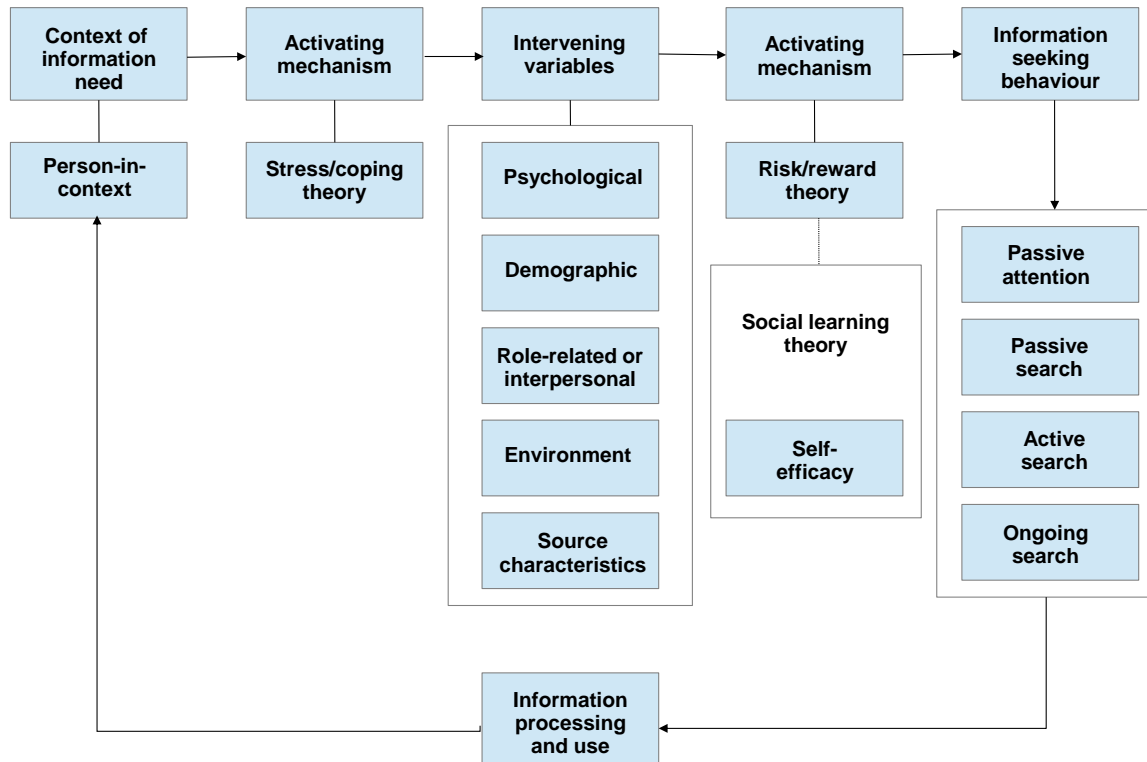 Context of
information
need
Activating
mechanism
Intervening
variables
Activating
mechanism
Information
seeking
behaviour
Person-in-
context
Stress/coping
theory
Psychological
Demographic
Role-related or
interpersonal
Environment
Source
characteristics
Risk/reward
theory
Social learning
theory
Self-
efficacy
Passive
attention
Passive
search
Active
search
Ongoing
search
Information
processing
and use